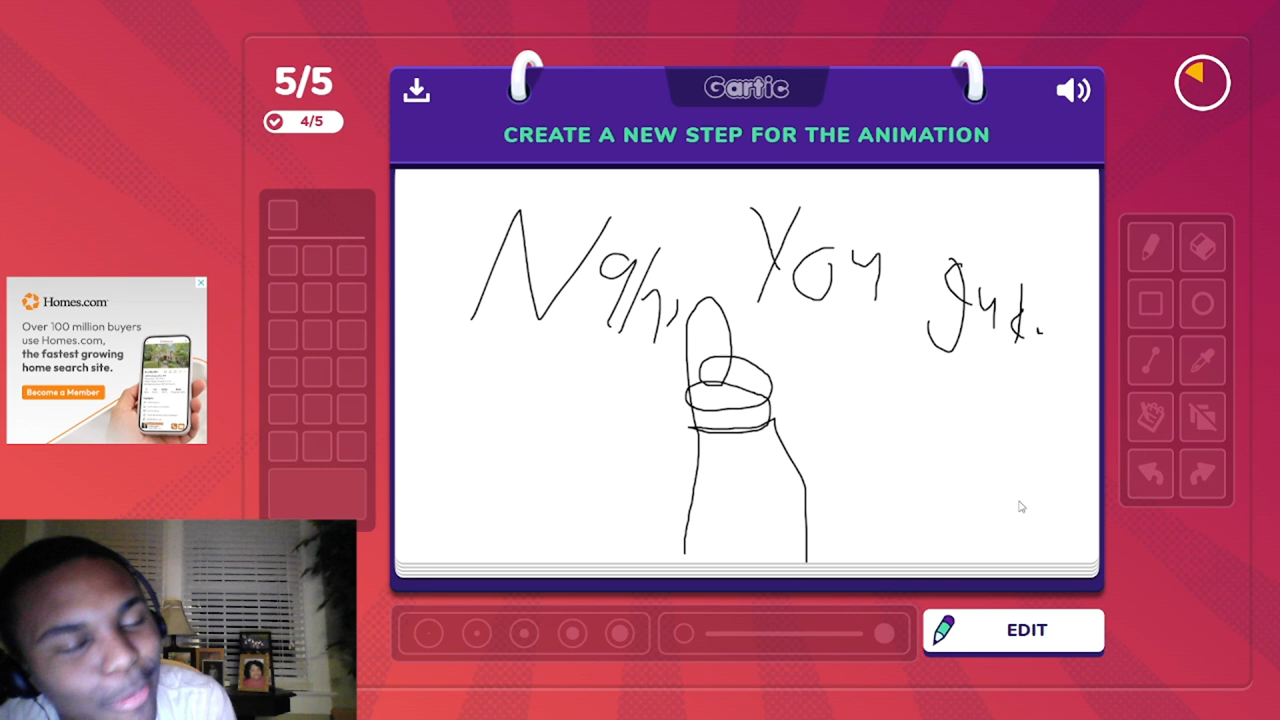 5/5
4/5
Gartic
CREATE A NEW STEP FOR THE ANIMATION
Nah, You gud.
Homes.com
Over 100 million buyers
use Homes.com,
the fastest growing
home search site.
Become a Member
EDIT